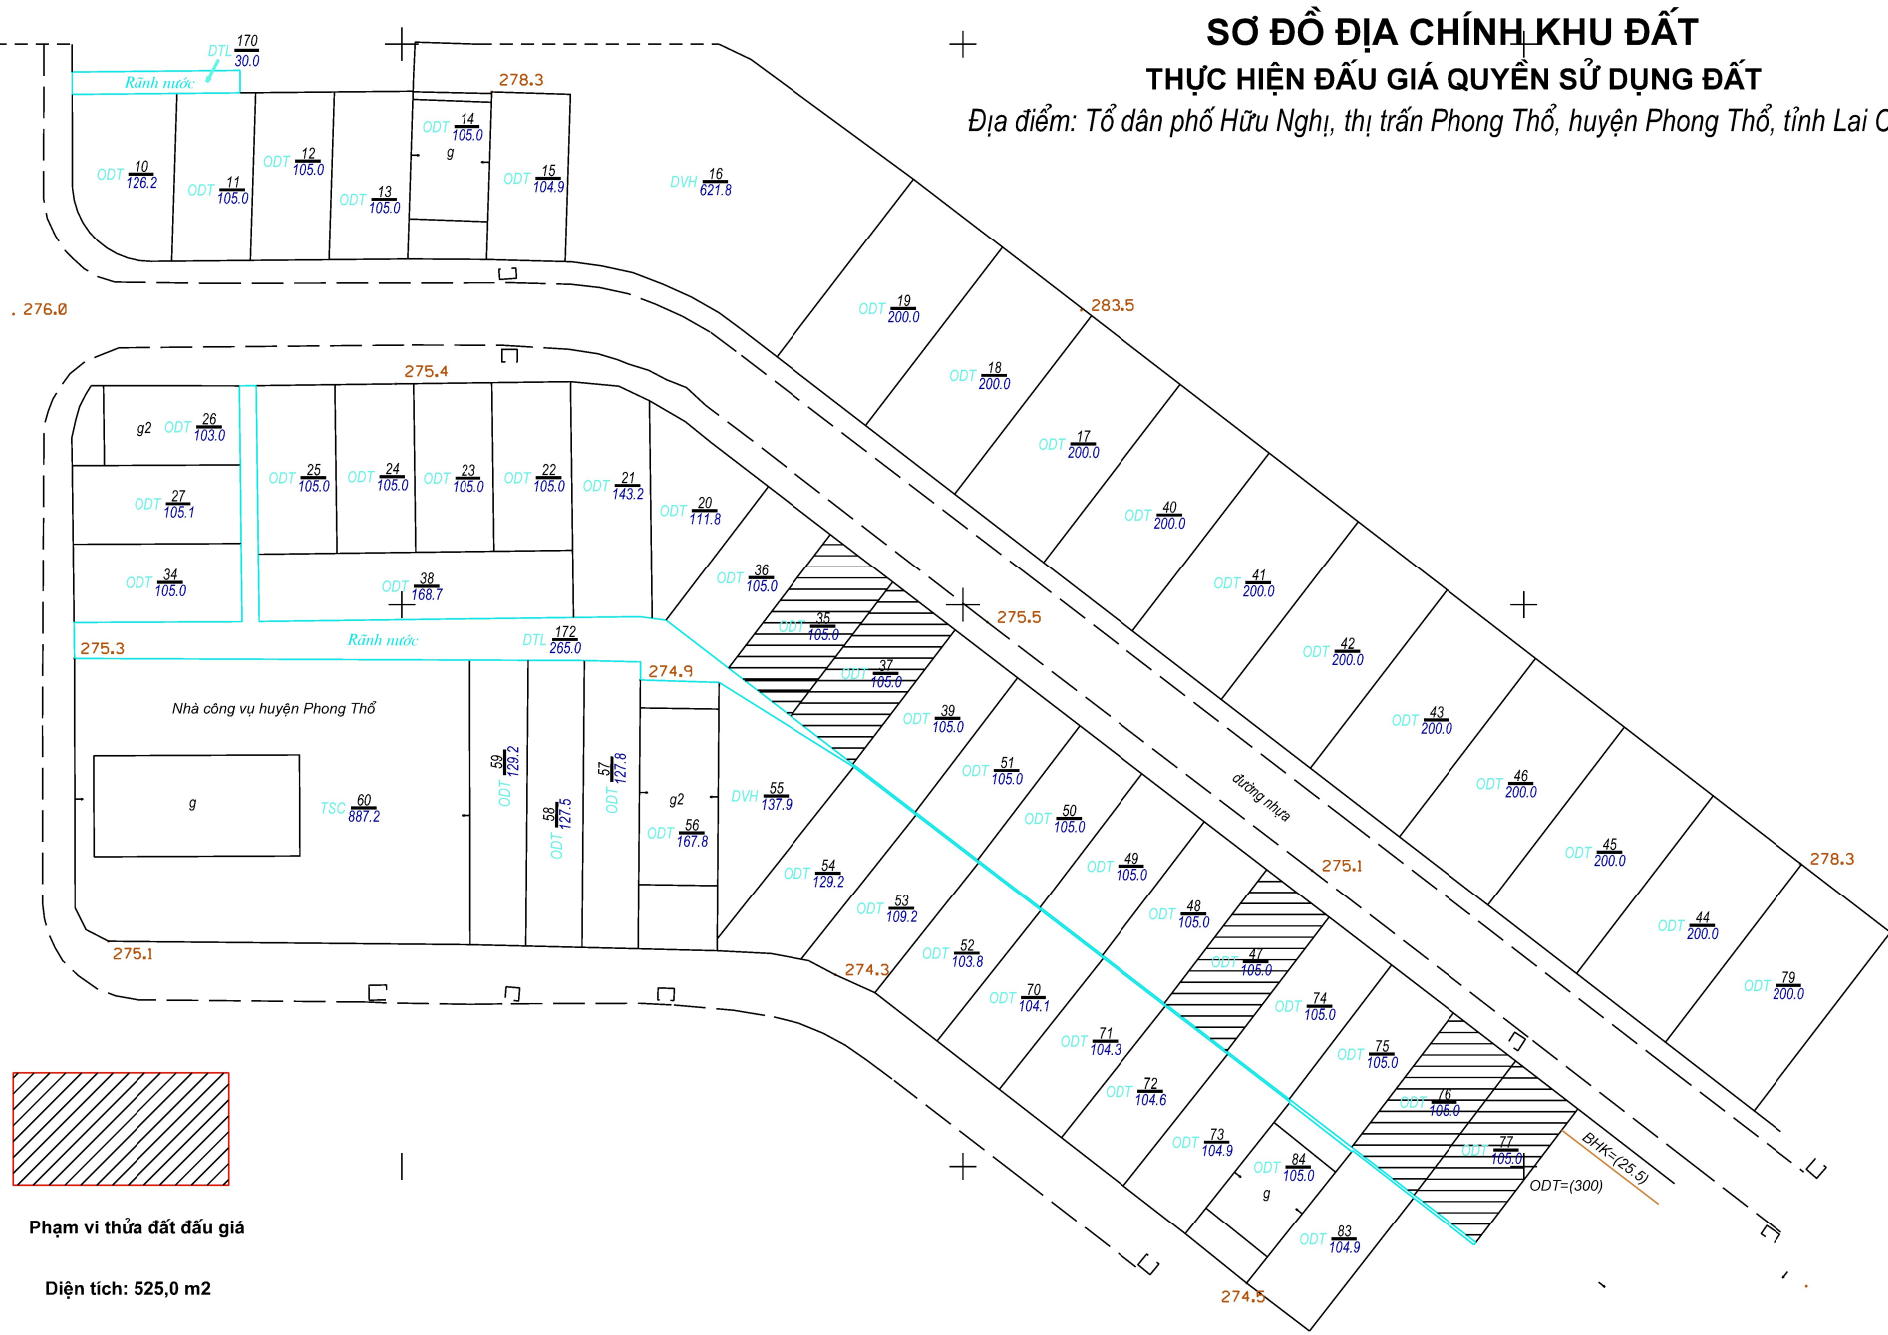 SƠ ĐỒ ĐỊA CHÍNH KHU ĐẤT
THỰC HIỆN ĐẤU GIÁ QUYỀN SỬ DỤNG ĐẤT
Địa điểm: Tổ dân phố Hữu Nghị, thị trấn Phong Thổ, huyện Phong Thổ, tỉnh Lai C
DTL 170 30.0
Rãnh nước
278.3
ODT 14 105.0
g
ODT 10 126.2
ODT 11 105.0
ODT 12 105.0
ODT 13 105.0
ODT 15 104.9
DVH 16 621.8
276.0
283.5
ODT 19 200.0
ODT 18 200.0
ODT 17 200.0
ODT 40 200.0
ODT 41 200.0
ODT 42 200.0
ODT 43 200.0
ODT 46 200.0
ODT 45 200.0
ODT 44 200.0
ODT 79 200.0
278.3
275.4
g2 ODT 26 103.0
ODT 27 105.1
ODT 34 105.0
ODT 25 105.0
ODT 24 105.0
ODT 23 105.0
ODT 22 105.0
ODT 21 143.2
ODT 20 111.8
ODT 38 168.7
ODT 36 105.0
ODT 35 105.0
ODT 37 105.0
275.5
275.3
Rãnh nước
DTL 172 265.0
274.9
Nhà công vụ huyện Phong Thổ
g
TSC 60 887.2
ODT 59 129.2
ODT 58 127.5
ODT 57 127.8
g2
ODT 56 167.8
DVH 55 137.9
ODT 39 105.0
ODT 51 105.0
ODT 50 105.0
ODT 49 105.0
ODT 48 105.0
ODT 47 105.0
đường nhựa
275.1
ODT 54 129.2
ODT 53 109.2
ODT 52 103.8
ODT 70 104.1
ODT 71 104.3
ODT 72 104.6
ODT 73 104.9
ODT 74 105.0
ODT 75 105.0
ODT 76 105.0
ODT 77 105.0
BHK=(25.5)
ODT=(300)
ODT 84 105.0
g
ODT 83 104.9
275.1
274.3
274.5
Phạm vi thửa đất đấu giá
Diện tích: 525,0 m2